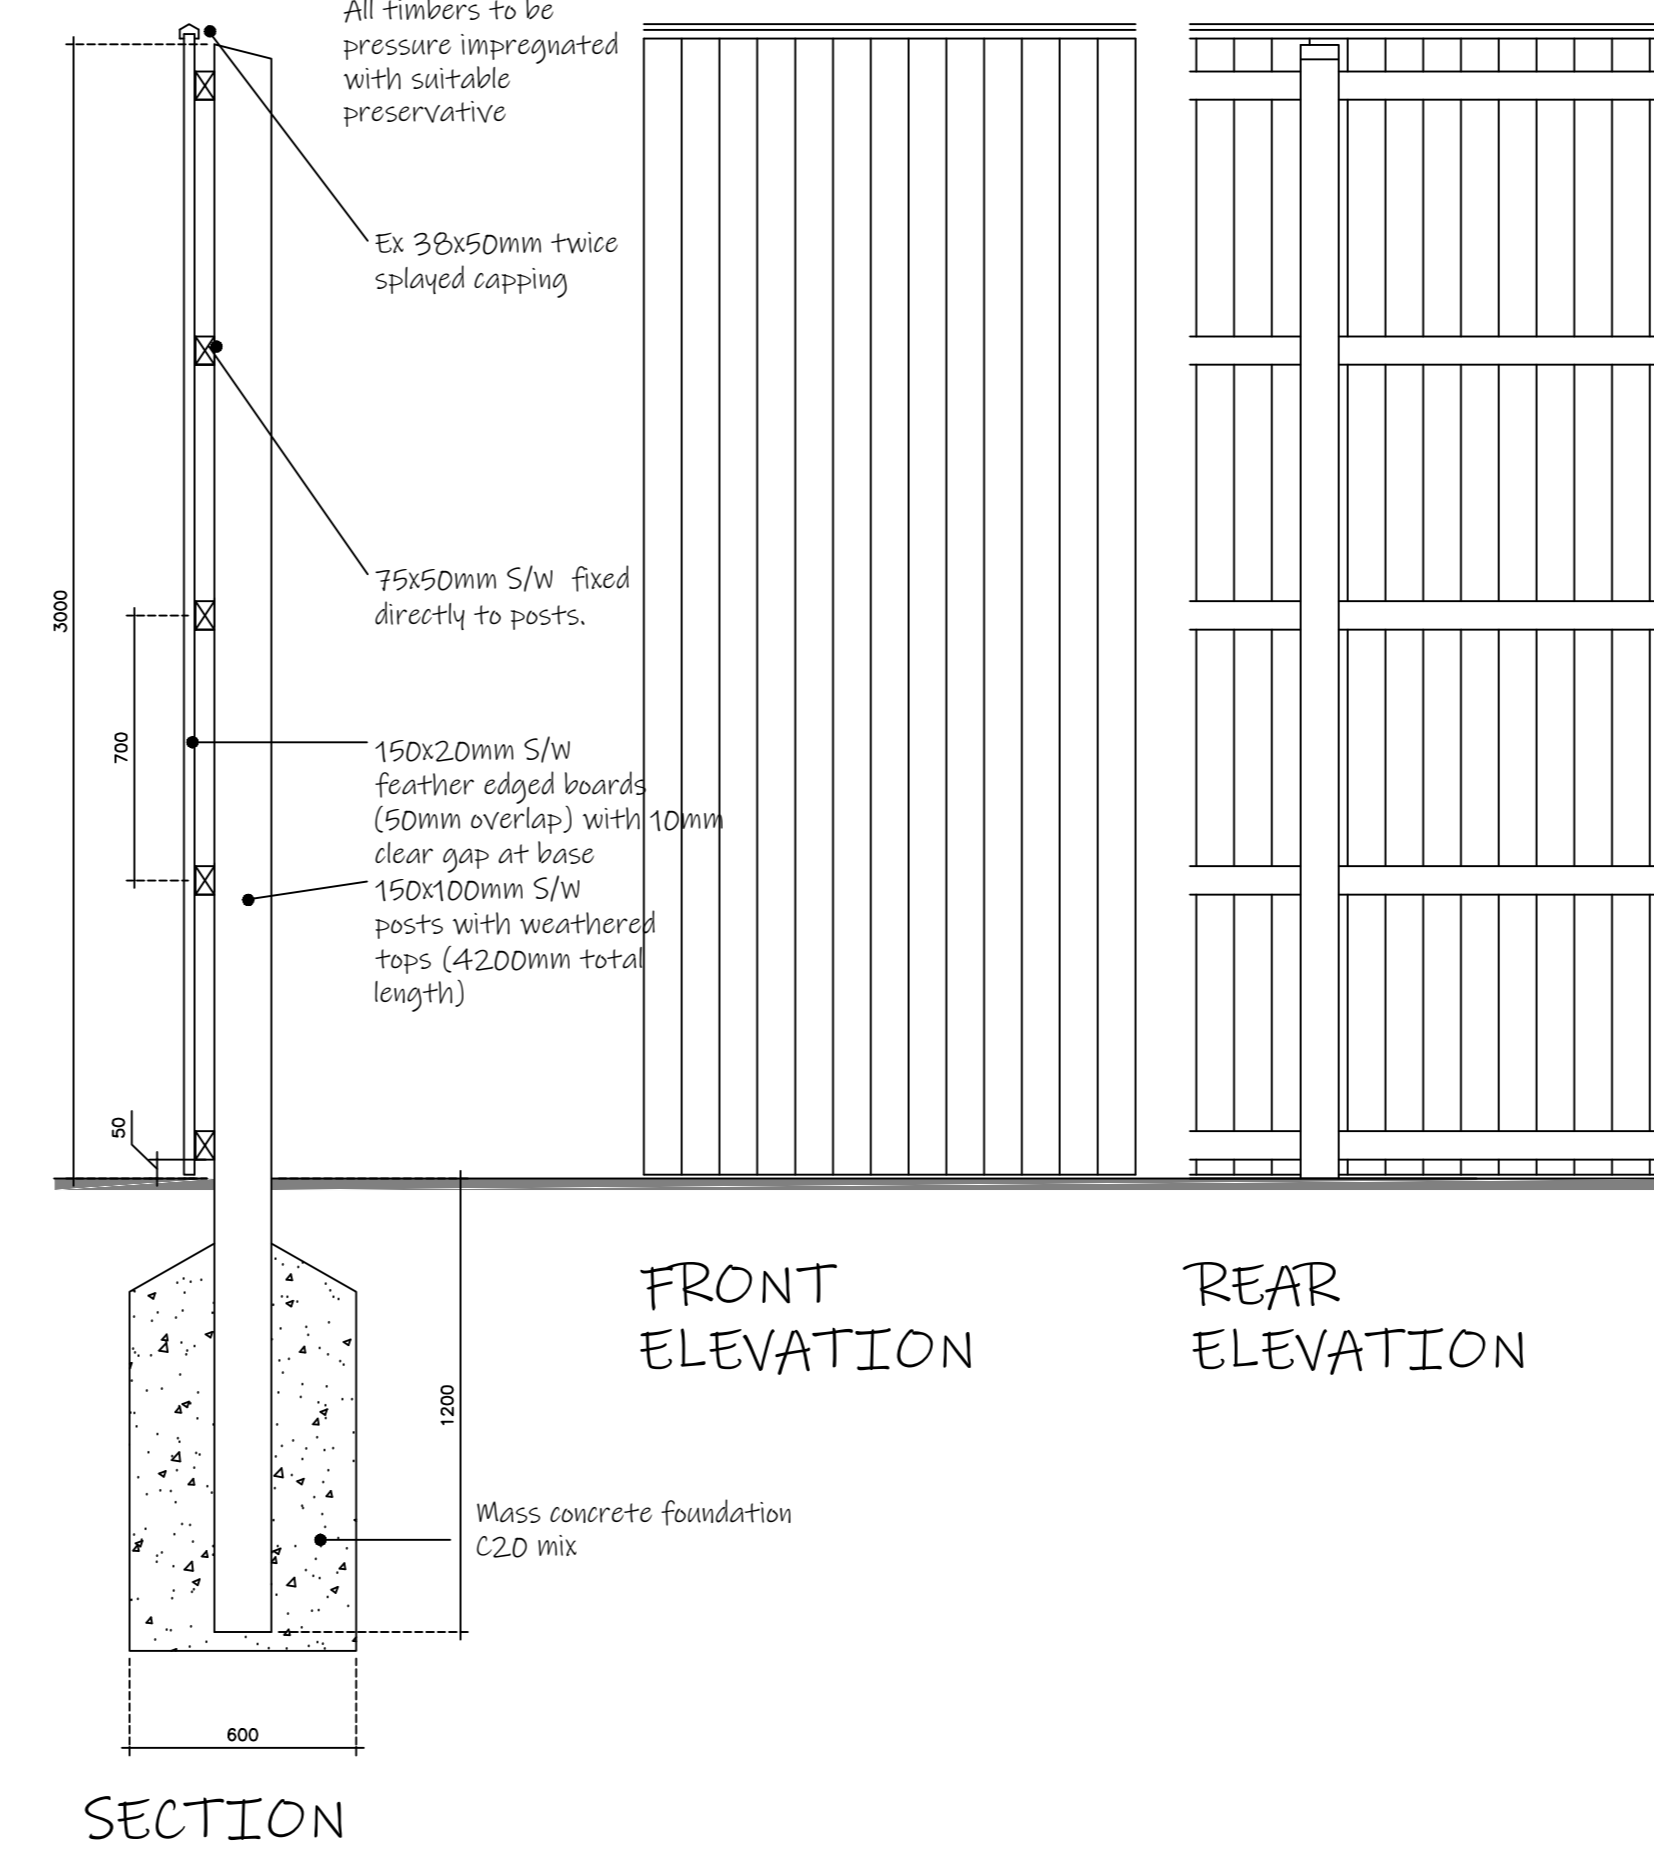 All timbers to be
pressure impregnated
with suitable
preservative
Ex 38x50mm twice
splayed capping
75x50mm S/W fixed
directly to posts.
3000
700
150x20mm S/W
feather edged boards
(50mm overlap) with 10mm
clear gap at base
150x100mm S/W
posts with weathered
tops (4200mm total
length)
50
FRONT
ELEVATION
REAR
ELEVATION
1200
Mass concrete foundation
C20 mix
600
SECTION